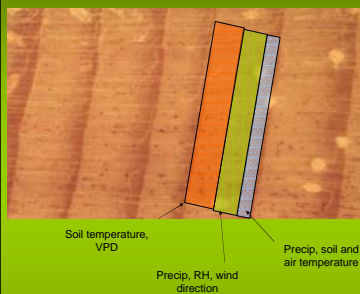 Soil temperature,
VPD
Precip, RH, wind
direction
Precip, soil and
air temperature